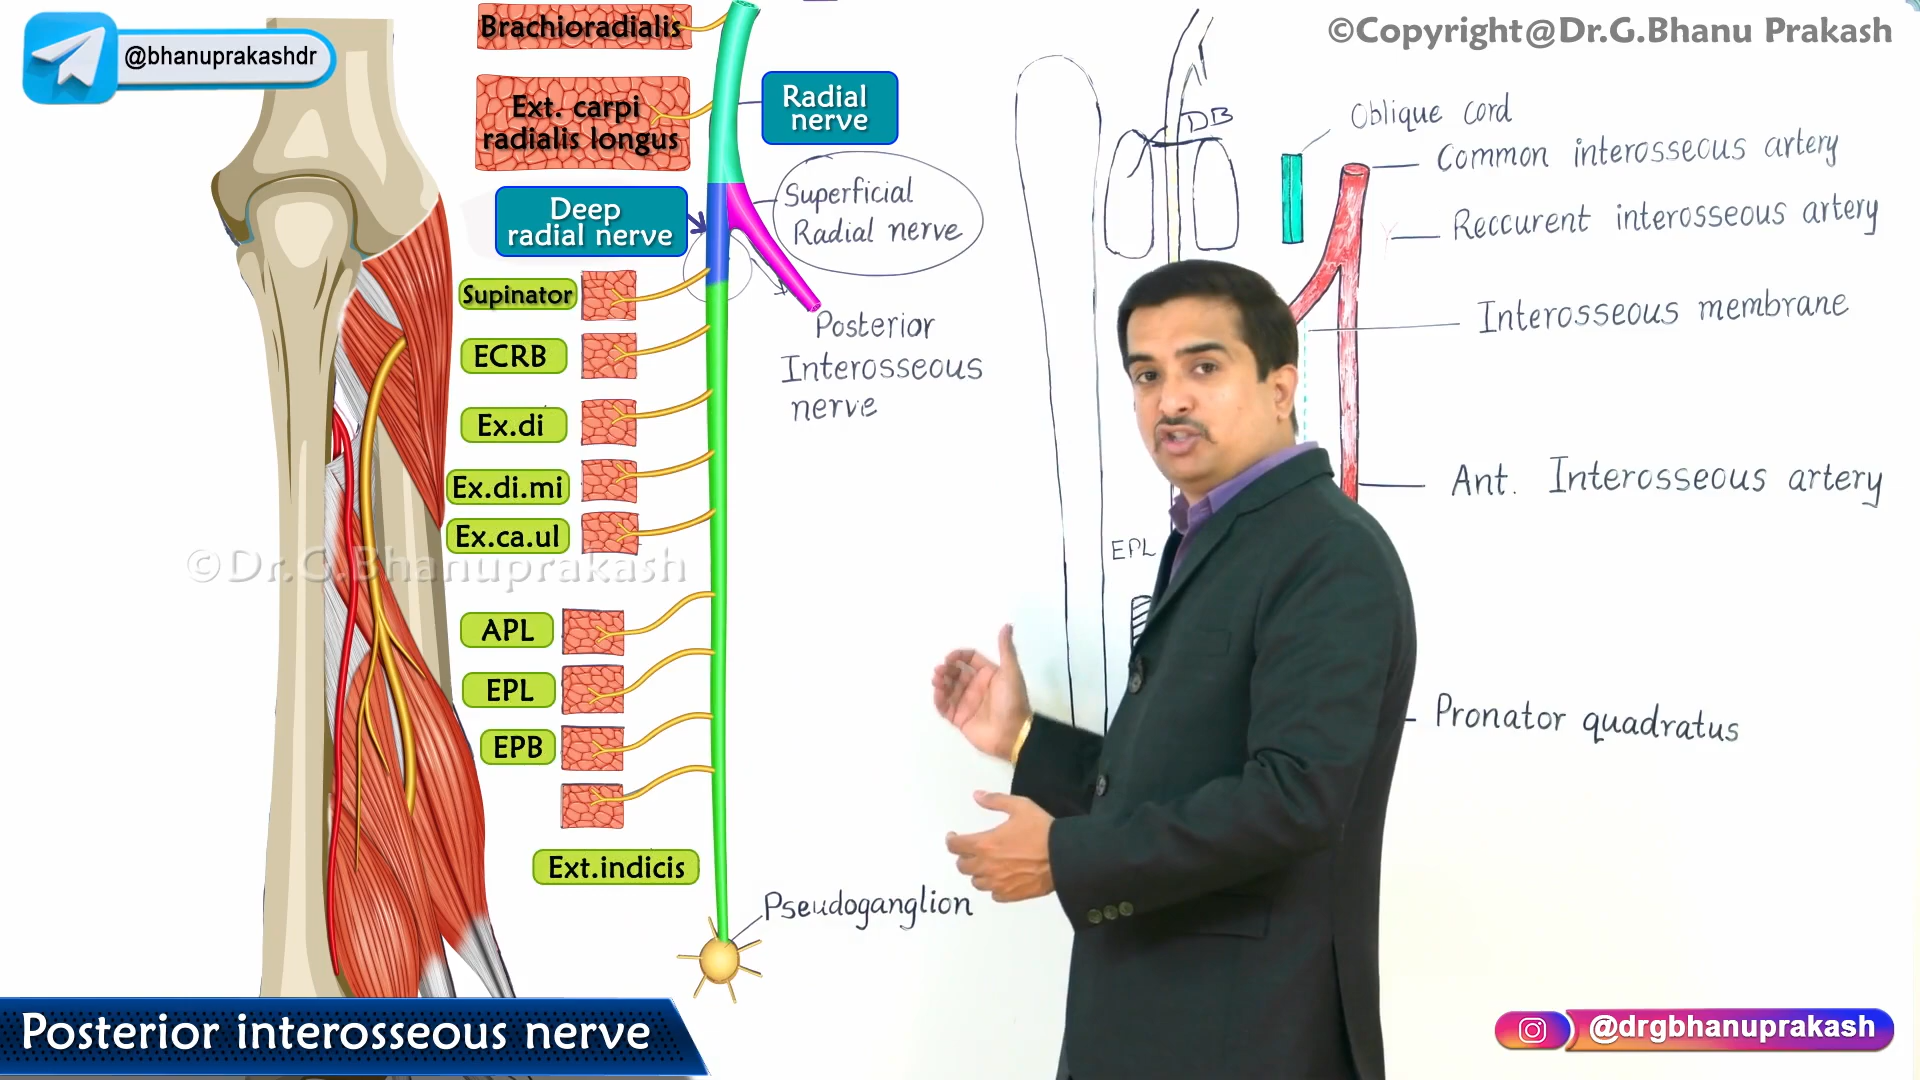 @bhanuprakashdr
©Copyright@Dr.G.Bhanu Prakash
Brachioradialis
Ext. carpi
radialis longus
Radial
nerve
Deep
radial nerve
Superficial
Radial nerve
Supinator
ECRB
Ex.di
Ex.di.mi
Ex.ca.ul
APL
EPL
EPB
Ext.indicis
Posterior
Interosseous
nerve
Pseudoganglion
DB
EPL
Oblique cord
Common interosseous artery
Reccurent interosseous artery
Interosseous membrane
Ant. Interosseous artery
Pronator quadratus
©Dr.G.Bhanuprakash
Posterior interosseous nerve
@drgbhanuprakash